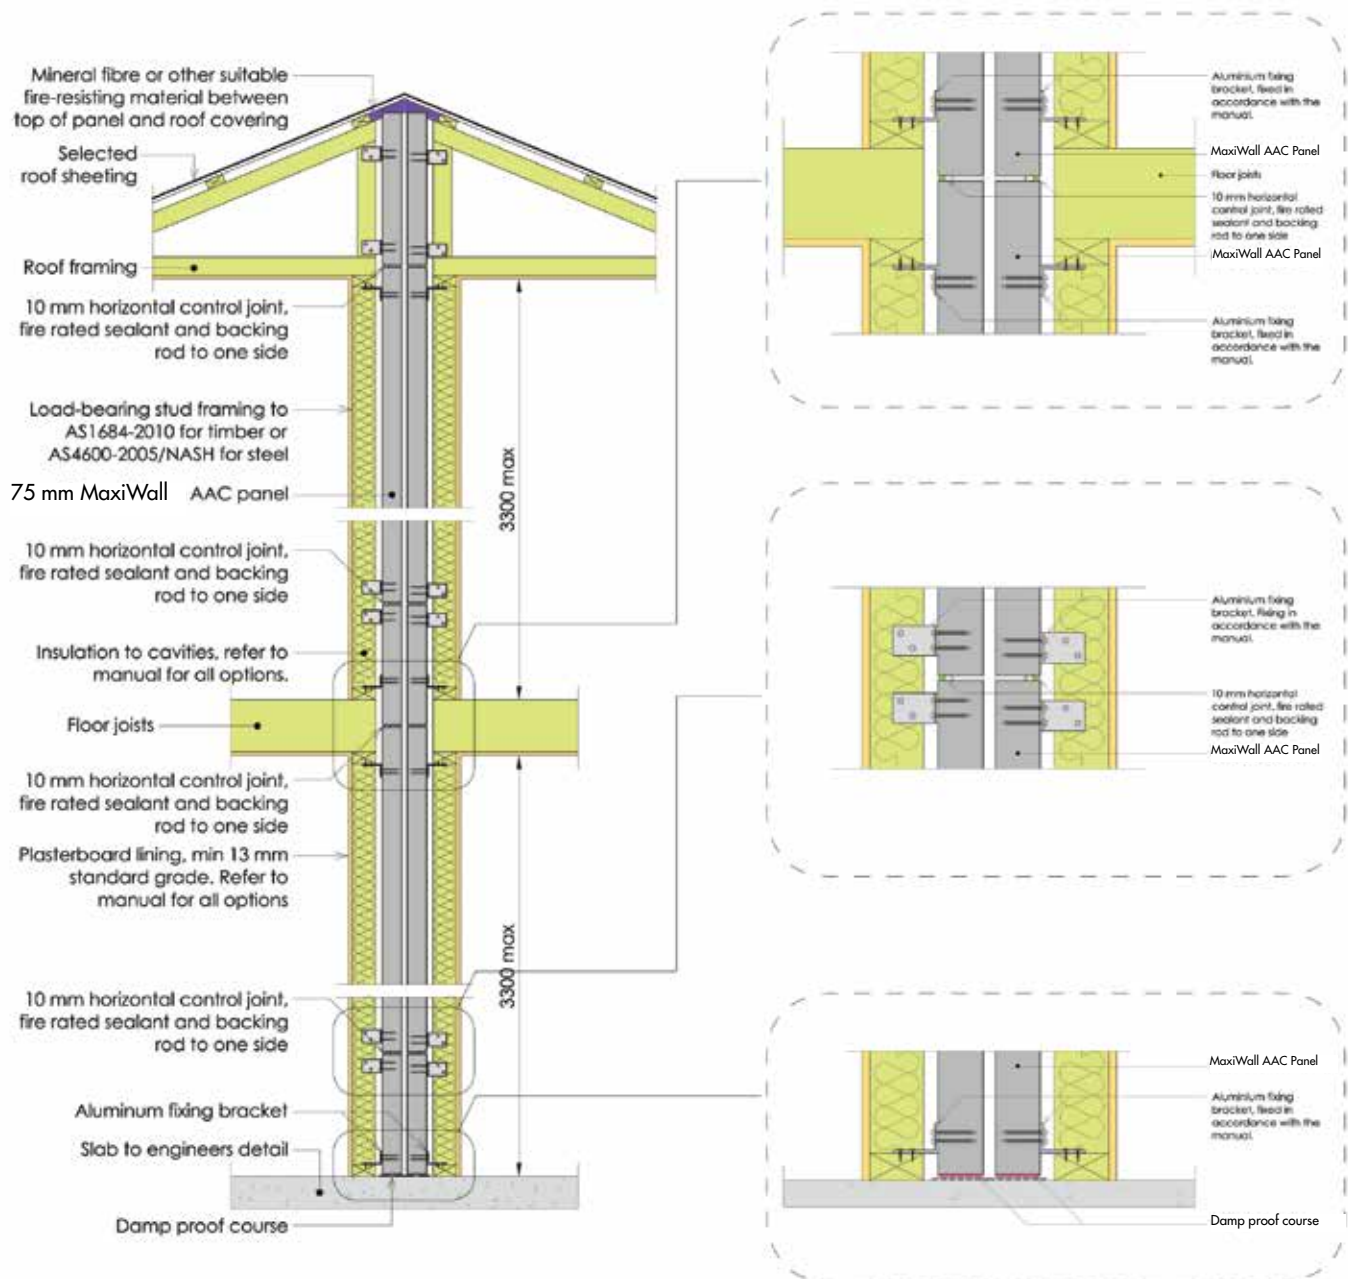 Mineral fibre or other suitable
fire-resisting material between
top of panel and roof covering
Selected
roof sheeting
Roof framing
10 mm horizontal control joint,
fire rated sealant and backing
rod to one side
Load-bearing stud framing to
AS1684-2010 for timber or
AS4600-2005/NASH for steel
75 mm MaxiWall AAC panel
10 mm horizontal control joint,
fire rated sealant and backing
rod to one side
Insulation to cavities, refer to
manual for all options.
Floor joists
10 mm horizontal control joint,
fire rated sealant and backing
rod to one side
Plasterboard lining, min 13 mm
standard grade. Refer to
manual for all options
10 mm horizontal control joint,
fire rated sealant and backing
rod to one side
Aluminum fixing bracket
Slab to engineers detail
Damp proof course
3300 max
3300 max
Aluminium fixing
bracket, fixed in
accordance with the
manual.
MaxiWall AAC Panel
Floor joists
10 mm horizontal
control joint, fire rated
sealant and backing
rod to one side
MaxiWall AAC Panel
Aluminium fixing
bracket, fixed in
accordance with the
manual.
Aluminium fixing
bracket, fixing in
accordance with the
manual.
10 mm horizontal
control joint, fire rated
sealant and backing
rod to one side
MaxiWall AAC Panel
MaxiWall AAC Panel
Aluminium fixing
bracket, fixed in
accordance with the
manual.
Damp proof course